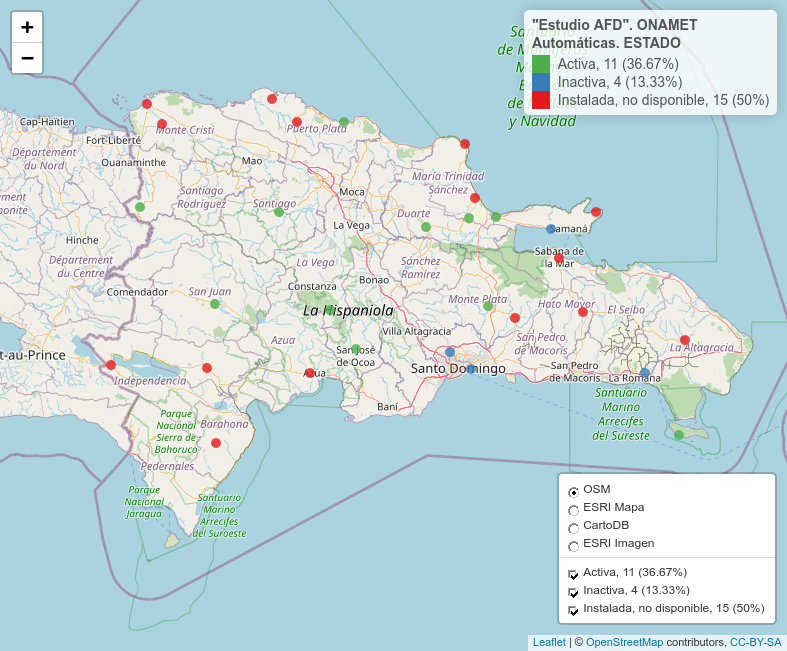 +
−
"Estudio AFD". ONAMET
Automáticas. ESTADO
Activa, 11 (36.67%)
Inactiva, 4 (13.33%)
Instalada, no disponible, 15 (50%)
y Navidad
Cap-Haïtien
Fort-Liberté
Monte Cristi
Puerto Plata
Département
du Nord
Ouanaminthe
Mao
María Trinidad
Sánchez
Moca
Santiago
Rodríguez
Santiago
Duarte
La Vega
Samaná
Hinche
Département
du Centre
La Vega
Sánchez
Ramírez
Sabana de
la Mar
Comendador
San Juan
Constanza
Bonao
Monte Plata
Hato Mayor
El Seibo
La Hispaniola
Villa Altagracia
Azua
San José
de Ocoa
San Pedro
de Macorís
La Altagracia
t-au-Prince
Independencia
Azua
Santo Domingo
San Pedro
de Macorís
La Romana
Baní
Santuario
Marino
Arrecifes
del Sureste
Parque
Nacional
Sierra de
Bahoruco
Barahona
Pedernales
Parque
Nacional
Jaragua
Santuario
Marino
Arrecifes
del Suroeste
OSM
ESRI Mapa
CartoDB
ESRI Imagen
Activa, 11 (36.67%)
Inactiva, 4 (13.33%)
Instalada, no disponible, 15 (50%)
Leaflet | © OpenStreetMap contributors, CC-BY-SA